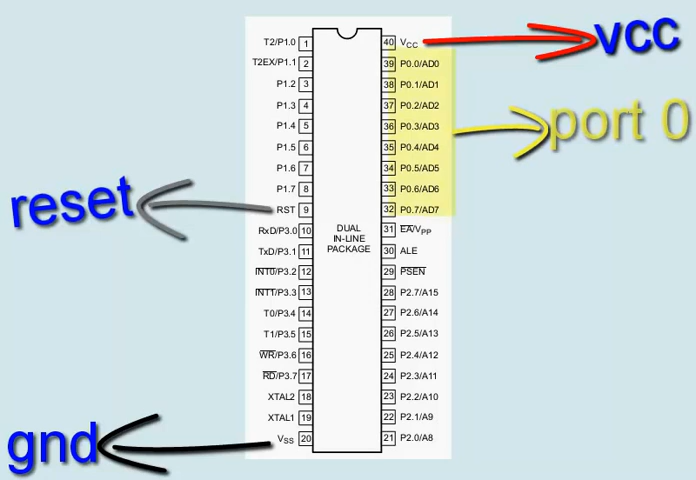 vcc
port 0
reset
gnd
T2/P1.0 1
T2EX/P1.1 2
P1.2 3
P1.3 4
P1.4 5
P1.5 6
P1.6 7
P1.7 8
RST 9
RxD/P3.0 10
TxD/P3.1 11
INT0/P3.2 12
INT1/P3.3 13
T0/P3.4 14
T1/P3.5 15
WR/P3.6 16
RD/P3.7 17
XTAL2 18
XTAL1 19
VSS 20
DUAL
IN-LINE
PACKAGE
40 VCC
39 P0.0/AD0
38 P0.1/AD1
37 P0.2/AD2
36 P0.3/AD3
35 P0.4/AD4
34 P0.5/AD5
33 P0.6/AD6
32 P0.7/AD7
31 EA/VPP
30 ALE
29 PSEN
28 P2.7/A15
27 P2.6/A14
26 P2.5/A13
25 P2.4/A12
24 P2.3/A11
23 P2.2/A10
22 P2.1/A9
21 P2.0/A8